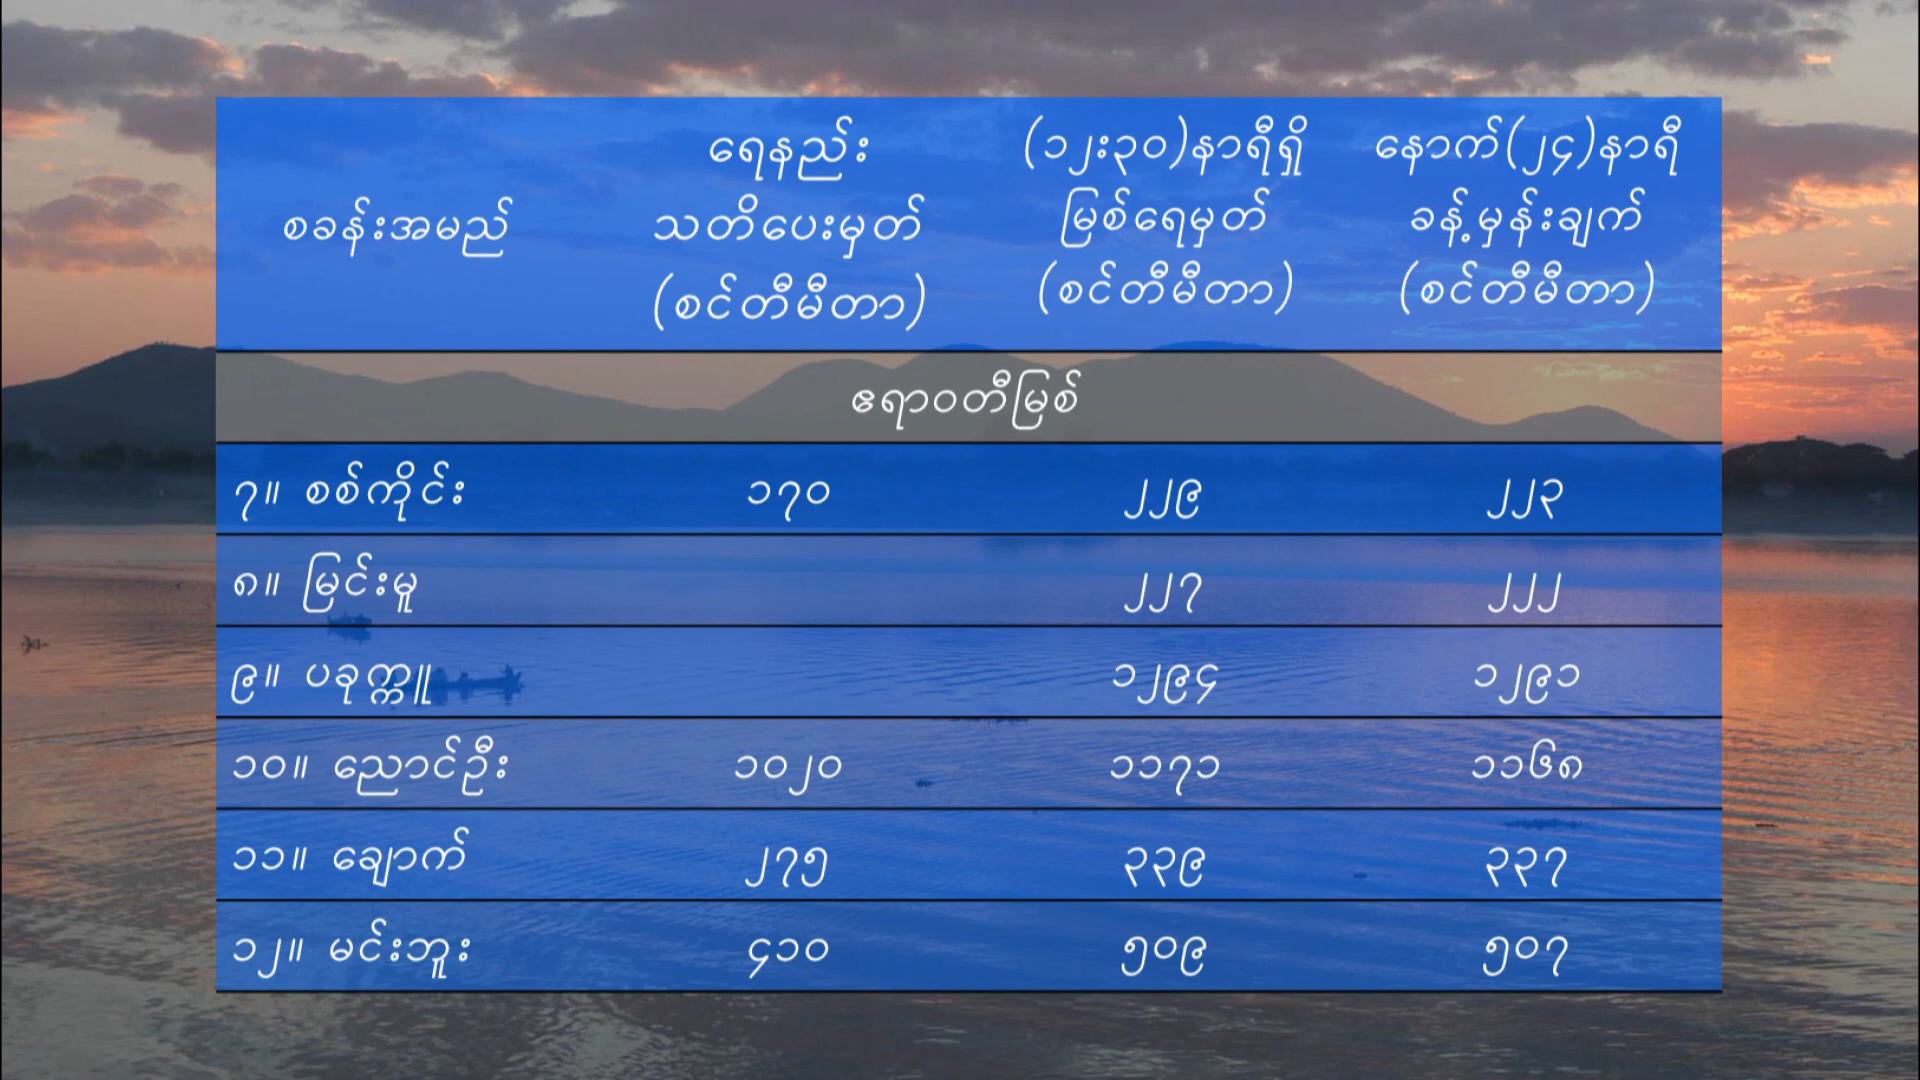 စခန်းအမည်
ရေနည်း
သတိပေးမှတ်
(စင်တီမီတာ)
(၁၂း၃၀)နာရီရှိ
မြစ်ရေမှတ်
(စင်တီမီတာ)
နောက်(၂၄)နာရီ
ခန့်မှန်းချက်
(စင်တီမီတာ)
ဧရာဝတီမြစ်
၇။ စစ်ကိုင်း ၁၇၀ ၂၂၉ ၂၂၃
၈။ မြင်းမူ ၂၂၇ ၂၂၂
၉။ ပခုက္ကူ ၁၂၉၄ ၁၂၉၁
၁၀။ ညောင်ဦး ၁၀၂၀ ၁၁၇၁ ၁၁၆၈
၁၁။ ချောက် ၂၇၅ ၃၃၉ ၃၃၇
၁၂။ မင်းဘူး ၄၁၀ ၅၀၉ ၅၀၇